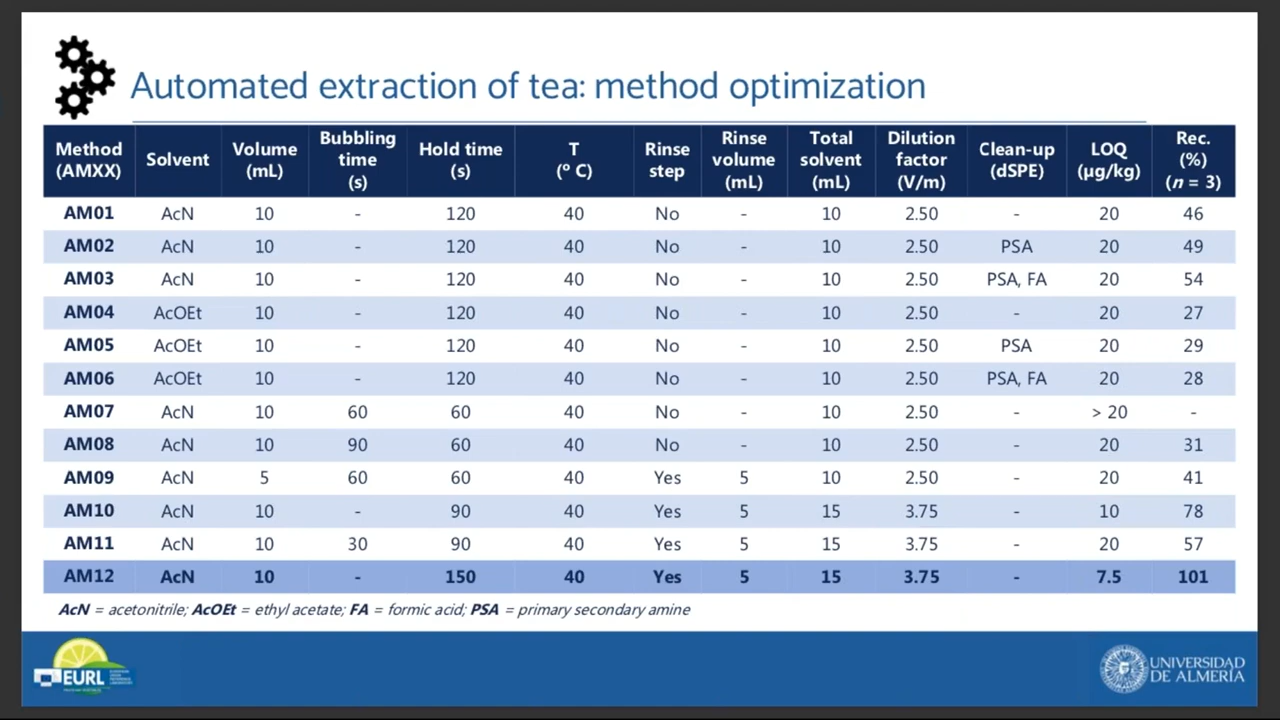 Automated extraction of tea: method optimization
Method (AMXX) Solvent Volume (mL) Bubbling time (s) Hold time (s) T (º C) Rinse step Rinse volume (mL) Total solvent (mL) Dilution factor (V/m) Clean-up (dSPE) LOQ (µg/kg) Rec. (%) (n = 3)
AM01 AcN 10 - 120 40 No - 10 2.50 - 20 46
AM02 AcN 10 - 120 40 No - 10 2.50 PSA 20 49
AM03 AcN 10 - 120 40 No - 10 2.50 PSA, FA 20 54
AM04 AcOEt 10 - 120 40 No - 10 2.50 - 20 27
AM05 AcOEt 10 - 120 40 No - 10 2.50 PSA 20 29
AM06 AcOEt 10 - 120 40 No - 10 2.50 PSA, FA 20 28
AM07 AcN 10 60 60 40 No - 10 2.50 - > 20 -
AM08 AcN 10 90 60 40 No - 10 2.50 - 20 31
AM09 AcN 5 60 60 40 Yes 5 10 2.50 - 20 41
AM10 AcN 10 - 90 40 Yes 5 15 3.75 - 10 78
AM11 AcN 10 30 90 40 Yes 5 15 3.75 - 20 57
AM12 AcN 10 - 150 40 Yes 5 15 3.75 - 7.5 101
AcN = acetonitrile; AcOEt = ethyl acetate; FA = formic acid; PSA = primary secondary amine
EURL
UNIVERSIDAD
DE ALMERÍA